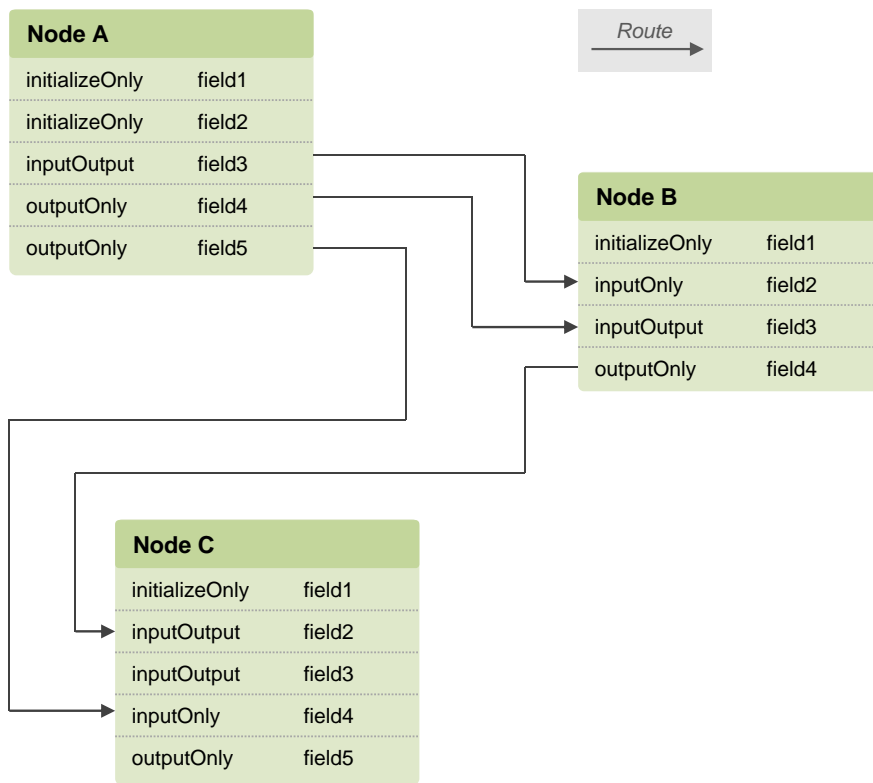 Node A
initializeOnly field1
initializeOnly field2
inputOutput field3
outputOnly field4
outputOnly field5
Route
Node B
initializeOnly field1
inputOnly field2
inputOutput field3
outputOnly field4
Node C
initializeOnly field1
inputOutput field2
inputOutput field3
inputOnly field4
outputOnly field5